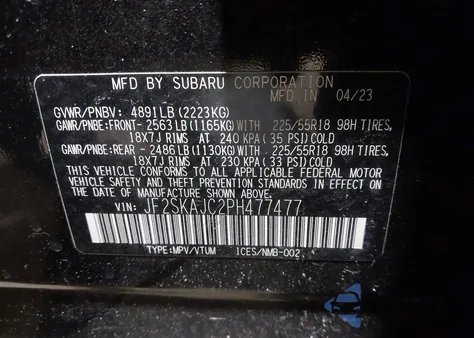 MFD BY SUBARU CORPORATION
MFD IN 04/23
GVWR/PNBV: 4891LB (2223KG)
GAWR/PNBE:FRONT- 2563LB (1165KG)WITH 225/55R18 98H TIRES,
18X7J RIMS AT 240 KPA ( 35 PSI)COLD
GAWR/PNBE:REAR - 2486LB (1130KG)WITH 225/55R18 98H TIRES,
18X7J RIMS AT 230 KPA ( 33 PSI)COLD
THIS VEHICLE CONFORMS TO ALL APPLICABLE FEDERAL MOTOR
VEHICLE SAFETY AND THEFT PREVENTION STANDARDS IN EFFECT ON
THE DATE OF MANUFACTURE SHOWN ABOVE.
VIN: JF2SKAJC2PH477477
TYPE:MPV/VTUM ICES/NMB-002